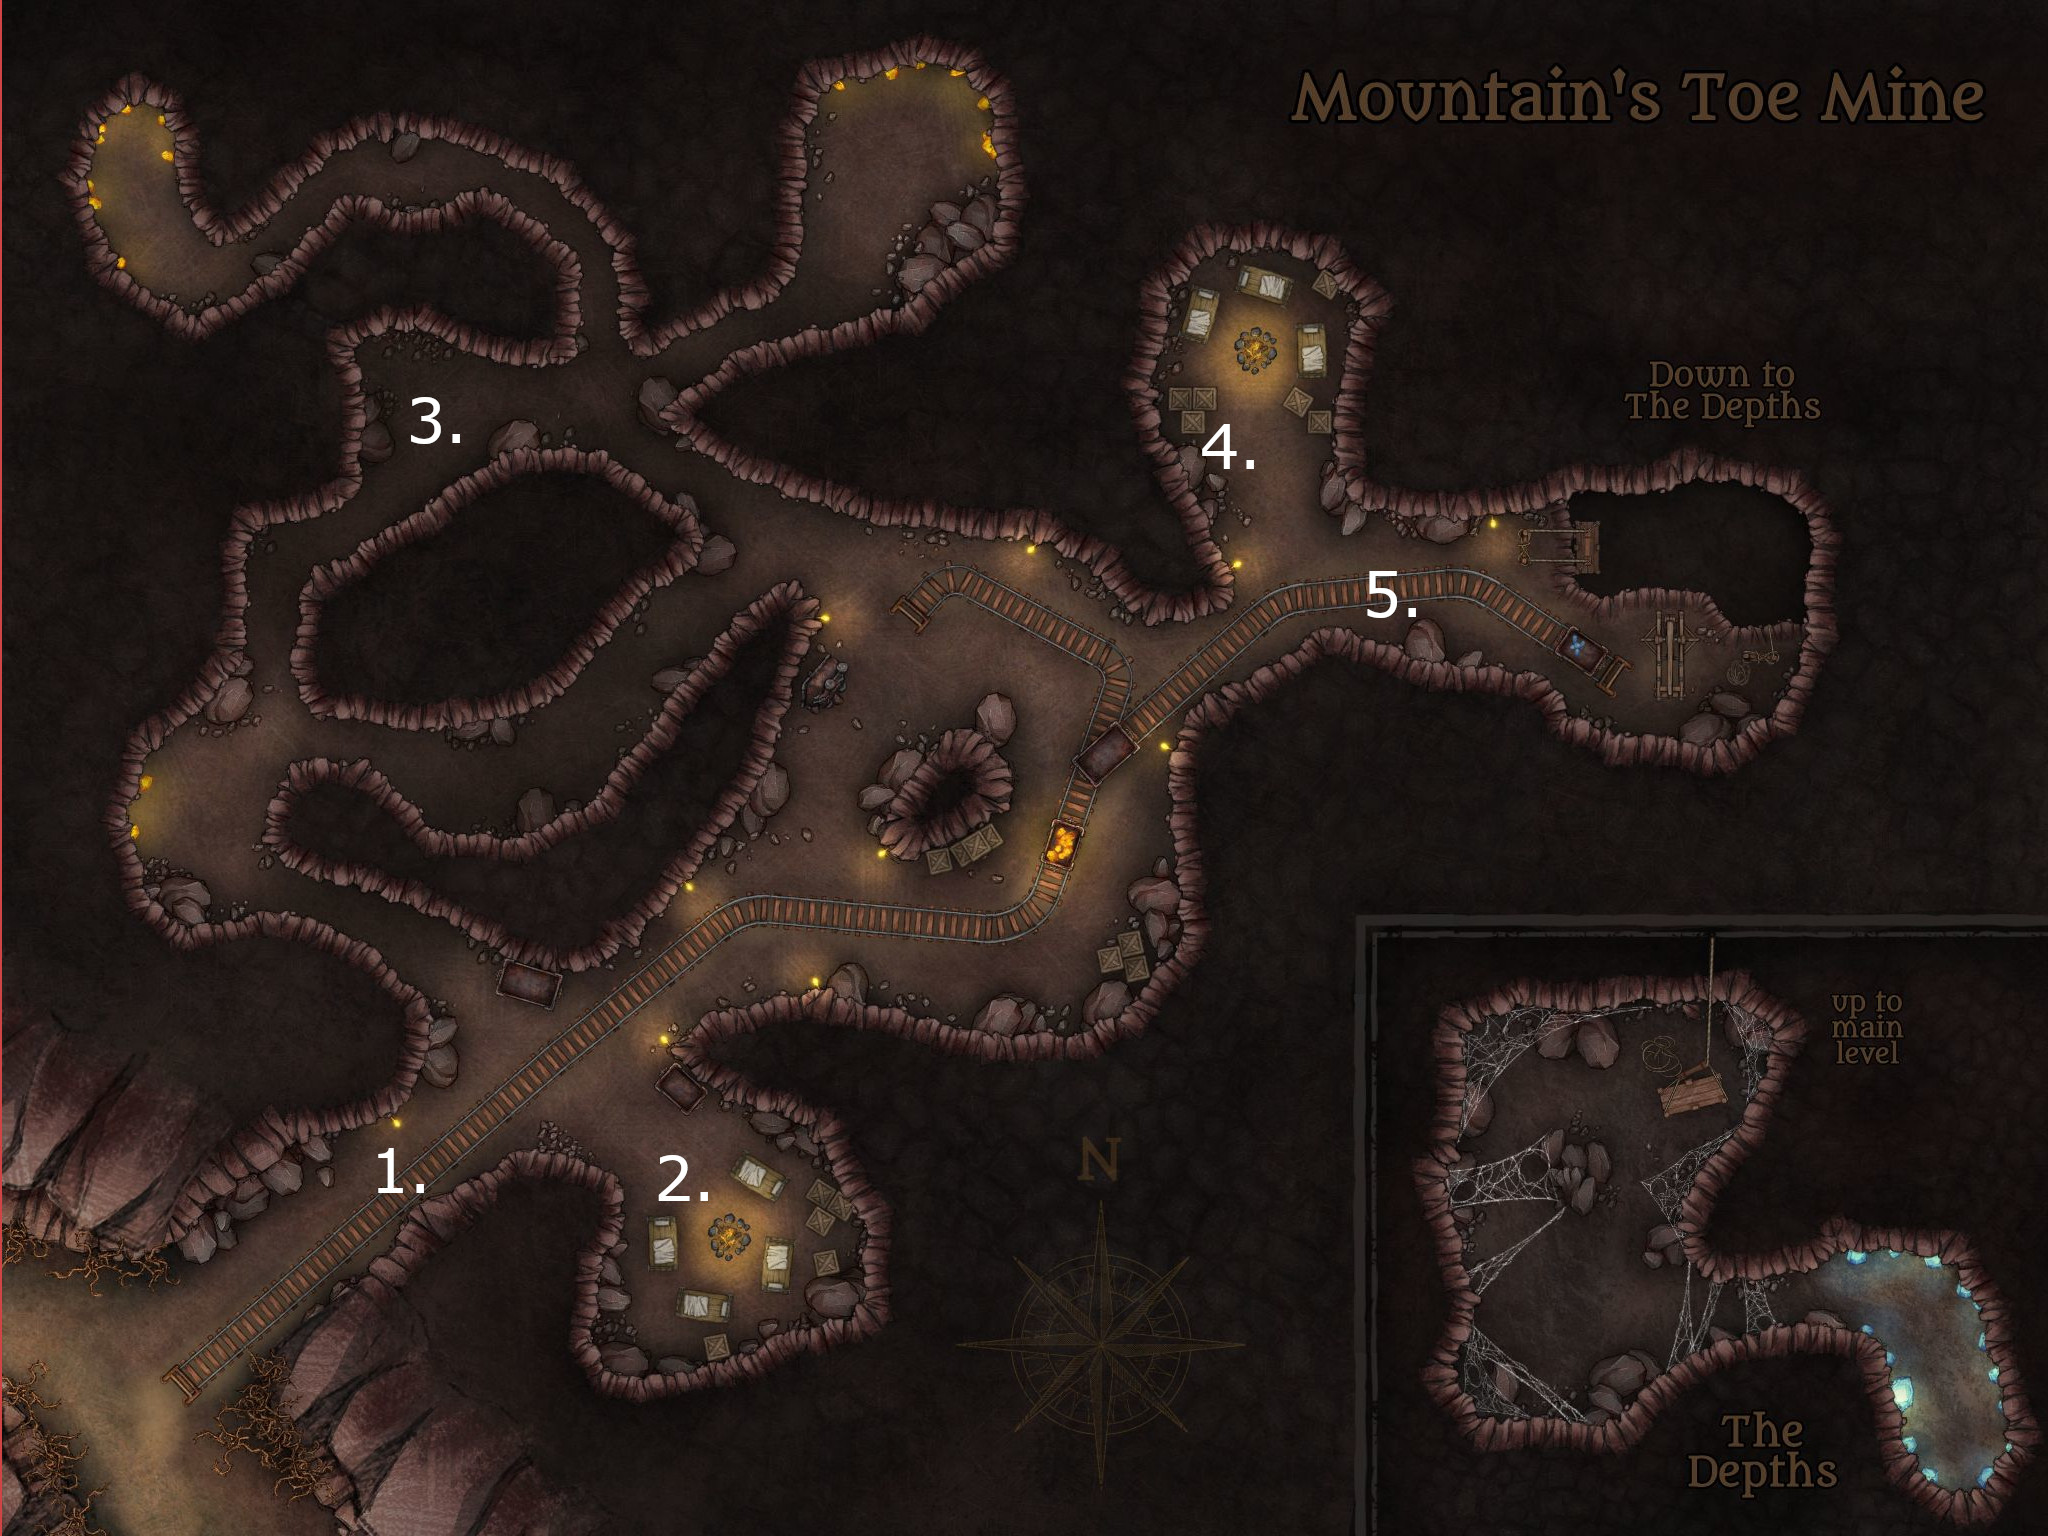 Mountain's Toe Mine
Down to
The Depths
3.
4.
5.
1.
2.
N
up to
main
level
The
Depths